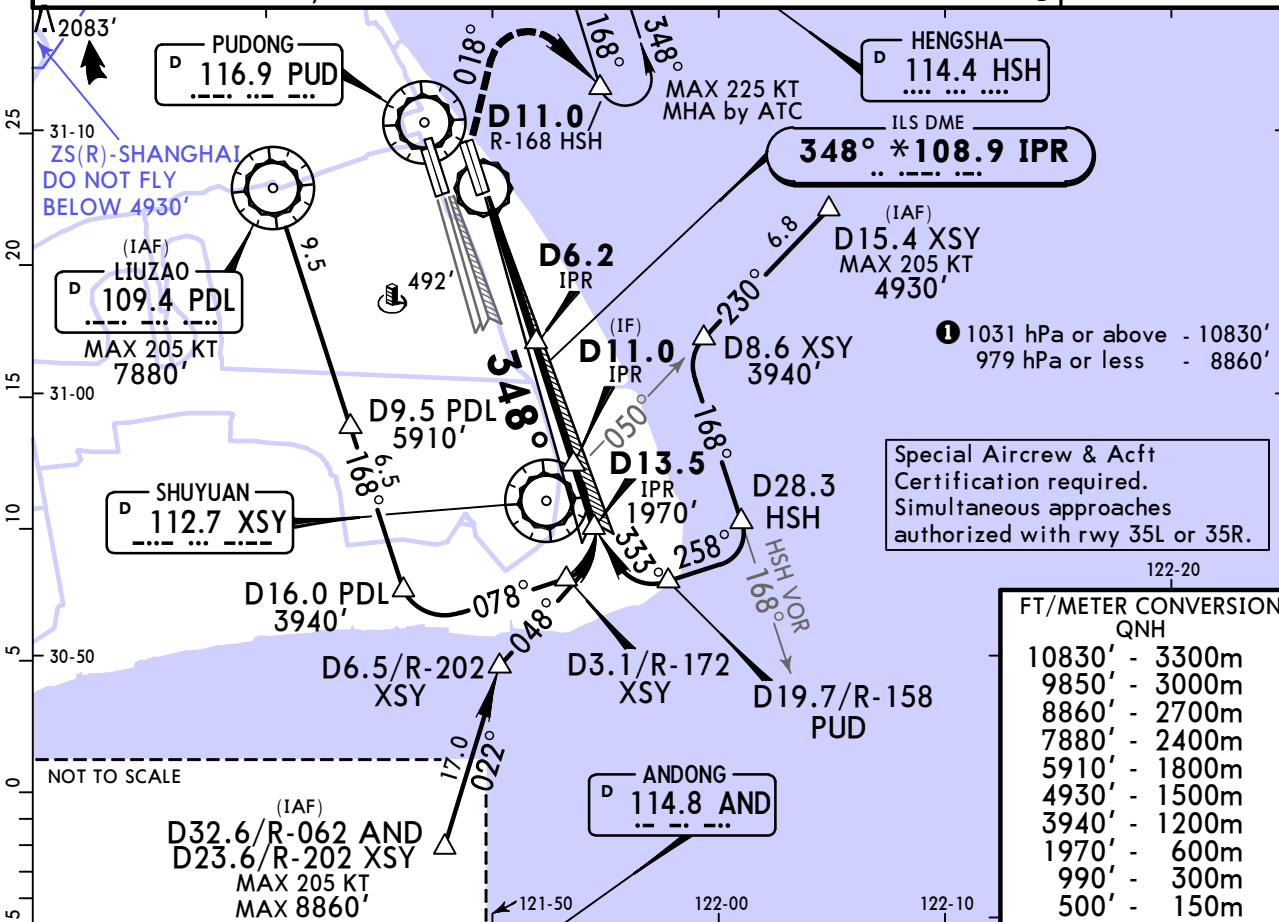 2083'
PUDONG
D 116.9 PUD
018°
168°
348°
MAX 225 KT
MHA by ATC
HENGSHA
D 114.4 HSH
D11.0/
R-168 HSH
ILS DME
348° *108.9 IPR
25
31-10
ZS(R)-SHANGHAI
DO NOT FLY
BELOW 4930'
(IAF)
LIUZAO
D 109.4 PDL
MAX 205 KT
7880'
9.5
492'
D6.2
IPR
(IF)
D11.0
IPR
6.8
(IAF)
D15.4 XSY
MAX 205 KT
4930'
230°
20
D8.6 XSY
3940'
1 1031 hPa or above - 10830'
979 hPa or less - 8860'
15
31-00
348°
050°
168°
D9.5 PDL
5910'
6.5
168°
D13.5
IPR
1970'
SHUYUAN
D 112.7 XSY
D28.3
HSH
Special Aircrew & Acft
Certification required.
Simultaneous approaches
authorized with rwy 35L or 35R.
10
333°
258°
HSH VOR
168°
D16.0 PDL
3940'
078°
048°
122-20
5
30-50
D6.5/R-202
XSY
D3.1/R-172
XSY
D19.7/R-158
PUD
FT/METER CONVERSION
QNH
10830' - 3300m
9850' - 3000m
8860' - 2700m
7880' - 2400m
5910' - 1800m
4930' - 1500m
3940' - 1200m
1970' - 600m
990' - 300m
500' - 150m
17.0
022°
0
NOT TO SCALE
(IAF)
D32.6/R-062 AND
D23.6/R-202 XSY
MAX 205 KT
MAX 8860'
ANDONG
D 114.8 AND
5
121-50
122-00
122-10